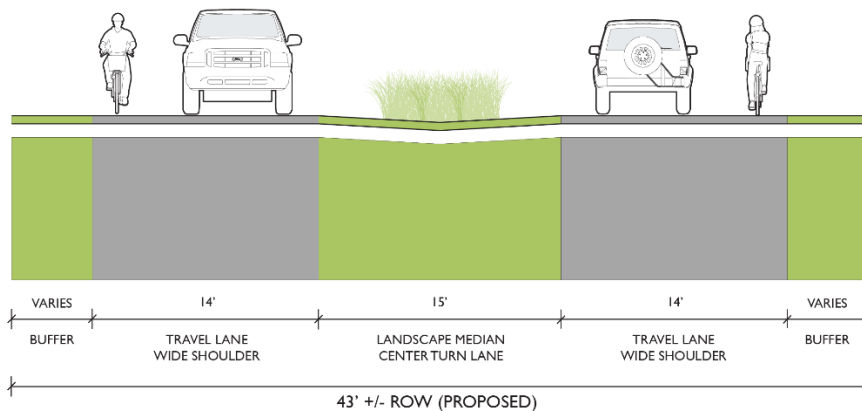 VARIES 14' 15' 14' VARIES
BUFFER TRAVEL LANE LANDSCAPE MEDIAN TRAVEL LANE BUFFER
WIDE SHOULDER CENTER TURN LANE WIDE SHOULDER
43' +/- ROW (PROPOSED)